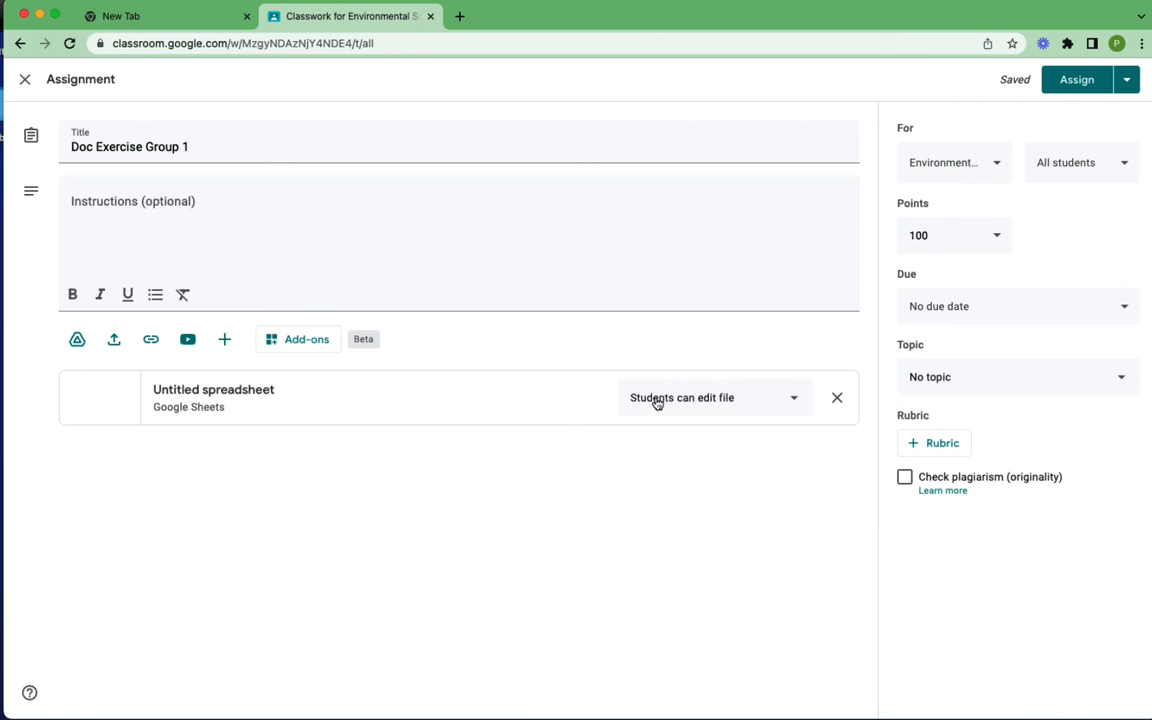 New Tab
Classwork for Environmental S
classroom.google.com/w/MzgyNDAzNjY4NDE4/t/all
P
Assignment
Saved
Assign
Title
Doc Exercise Group 1
Instructions (optional)
B I U
Add-ons
Beta
Untitled spreadsheet
Google Sheets
Students can edit file
For
Environment...
All students
Points
100
Due
No due date
Topic
No topic
Rubric
+ Rubric
Check plagiarism (originality)
Learn more